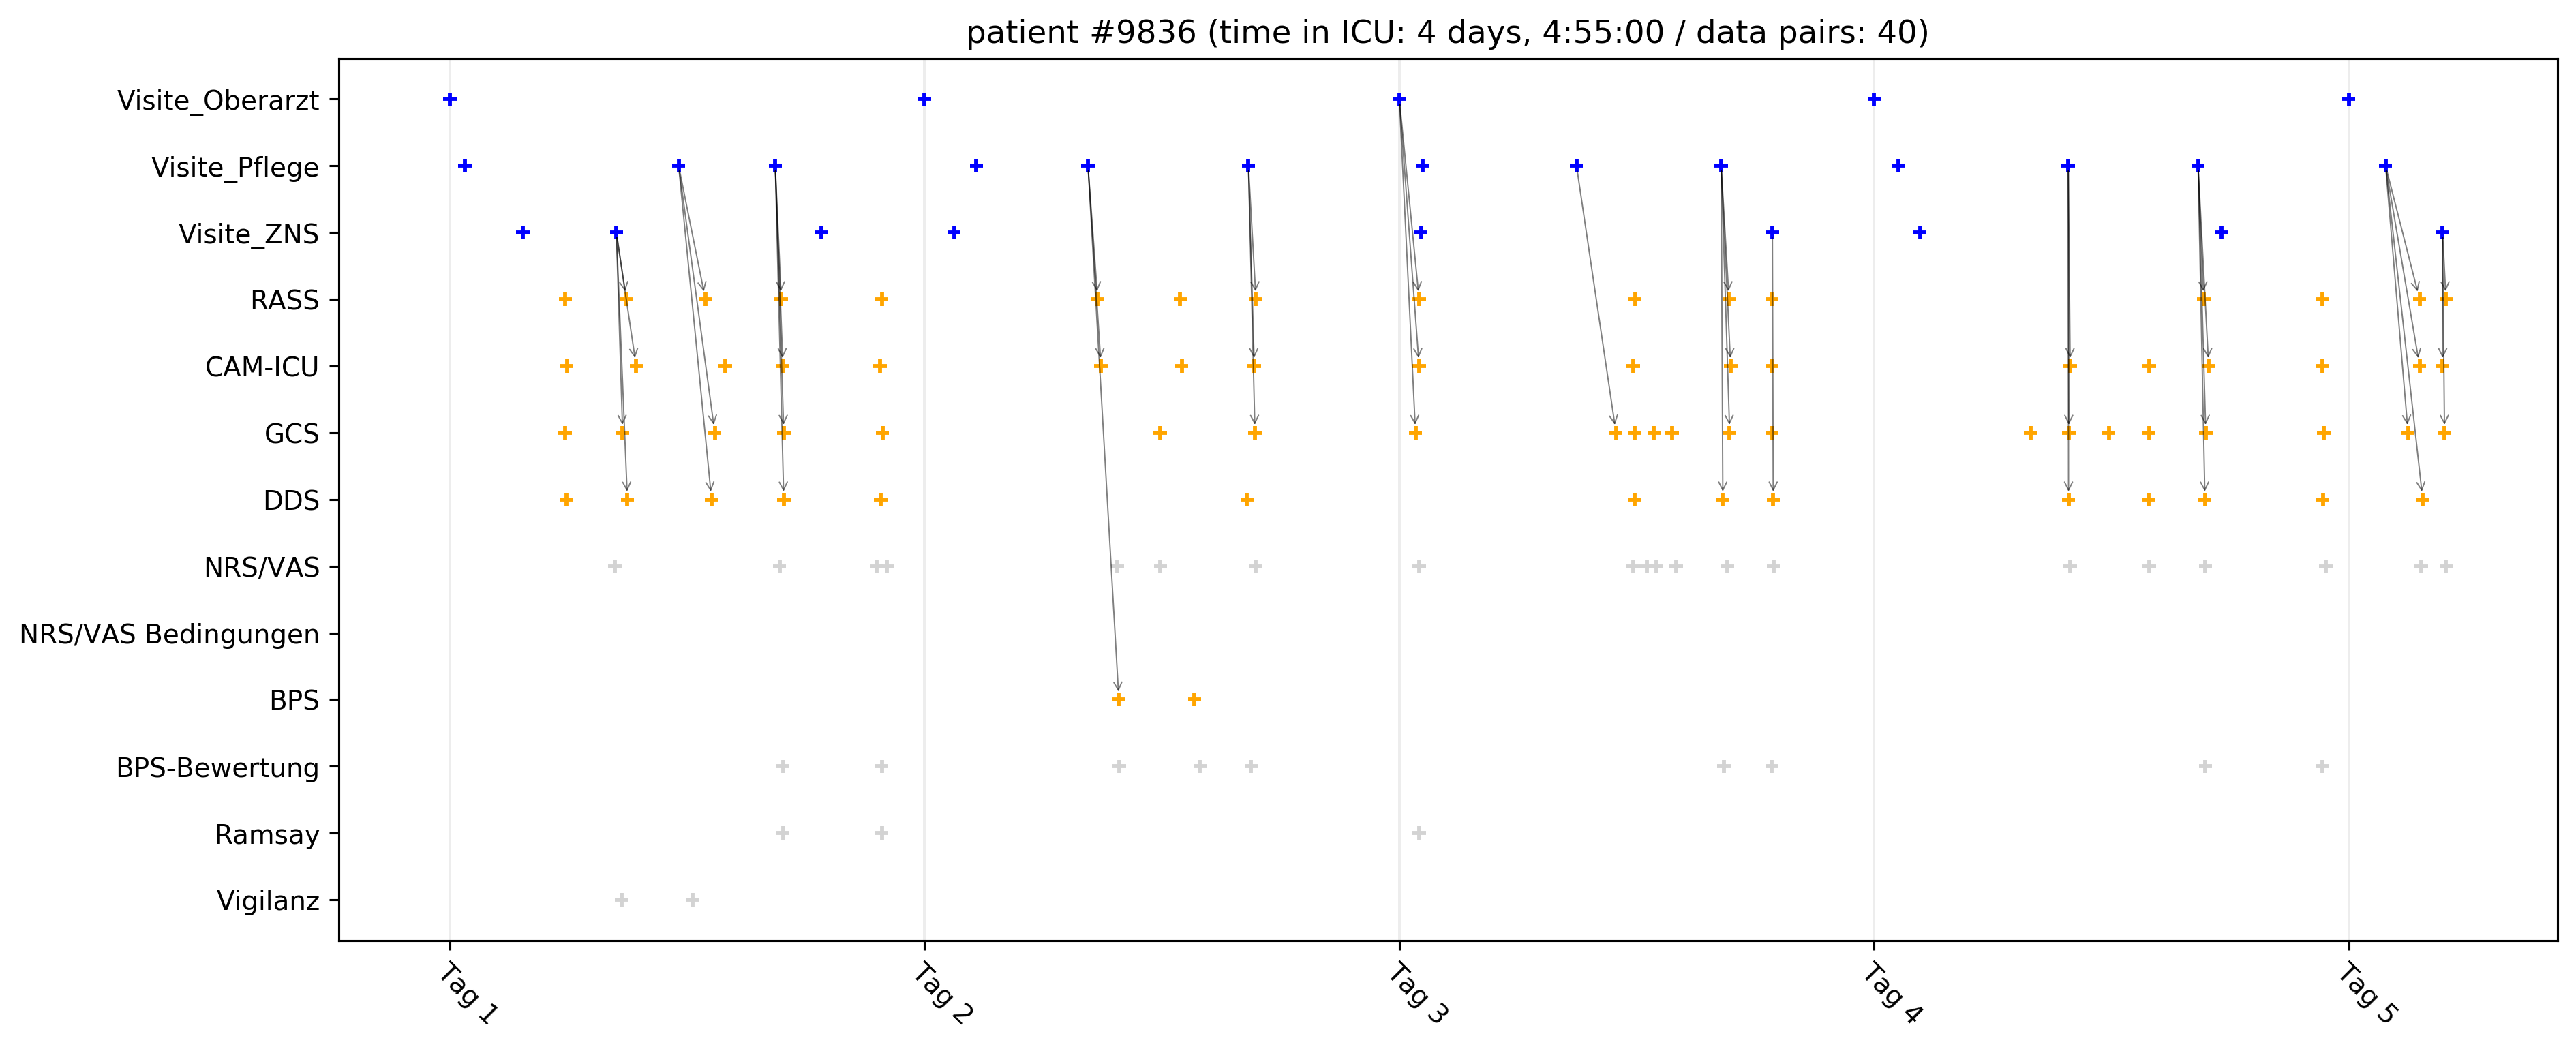 patient #9836 (time in ICU: 4 days, 4:55:00 / data pairs: 40)
Visite_Oberarzt
Visite_Pflege
Visite_ZNS
RASS
CAM-ICU
GCS
DDS
NRS/VAS
NRS/VAS Bedingungen
BPS
BPS-Bewertung
Ramsay
Vigilanz
Tag 1
Tag 2
Tag 3
Tag 4
Tag 5